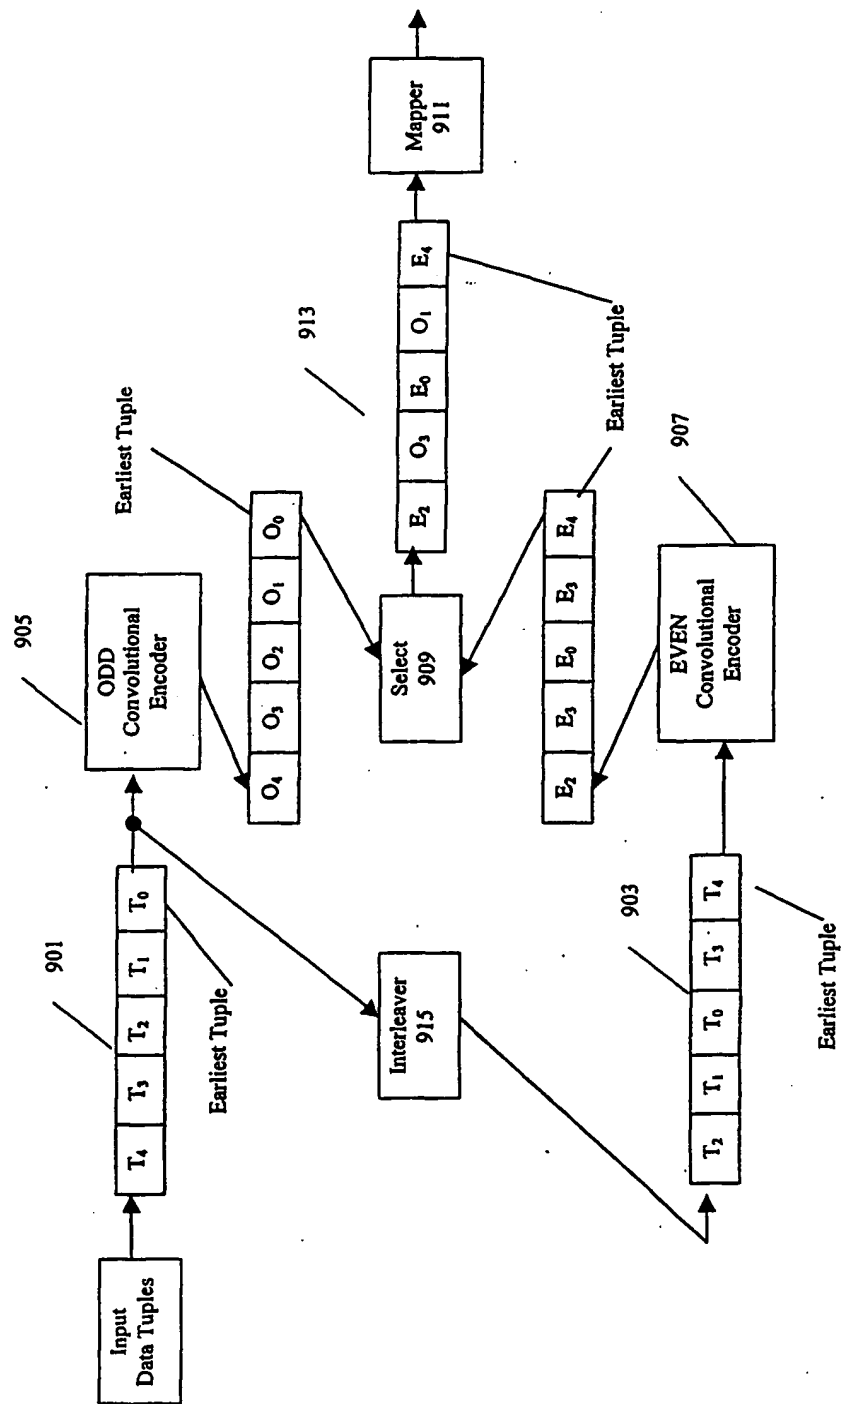 905
901
Input
Data Tuples
T₄ T₃ T₂ T₁ T₀
ODD
Convolutional
Encoder
Earliest Tuple
Earliest Tuple
O₄ O₃ O₂ O₁ O₀
913
Interleaver
915
Select
909
E₂ O₃ E₀ O₁ E₄
Mapper
911
E₂ E₃ E₀ E₃ E₄
Earliest Tuple
903
907
T₂ T₁ T₀ T₃ T₄
EVEN
Convolutional
Encoder
Earliest Tuple